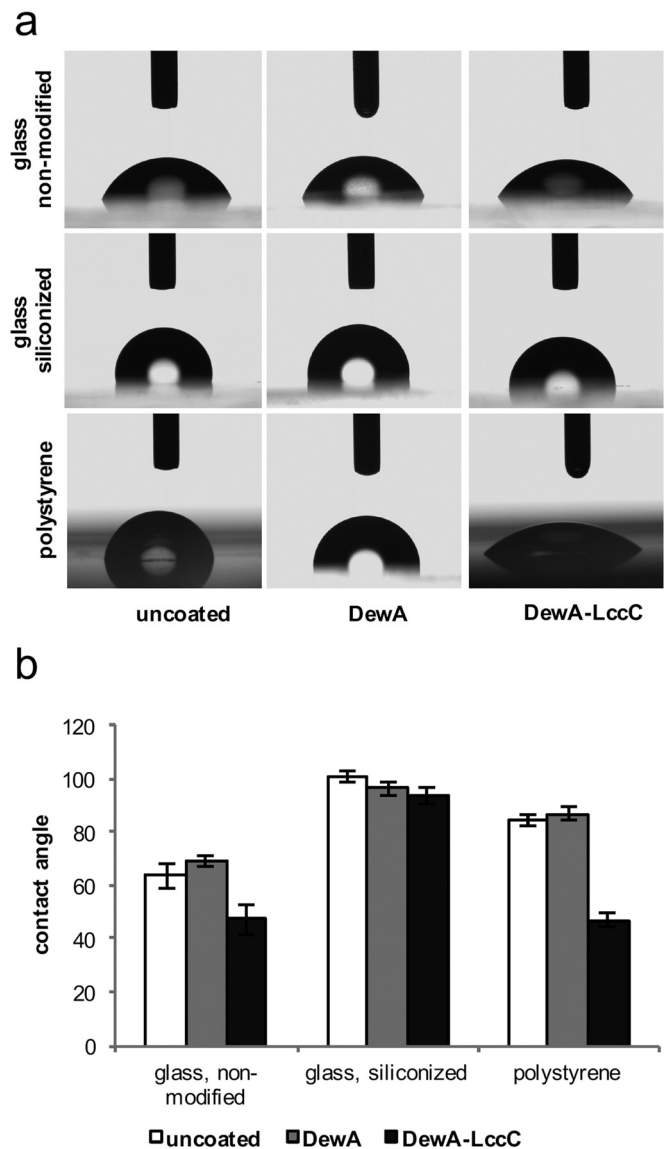 a
glass
non-modified
glass
siliconized
polystyrene
uncoated
DewA
DewA-LccC
b
contact angle
120
100
80
60
40
20
0
glass, non-
modified
glass, siliconized
polystyrene
uncoated DewA DewA-LccC